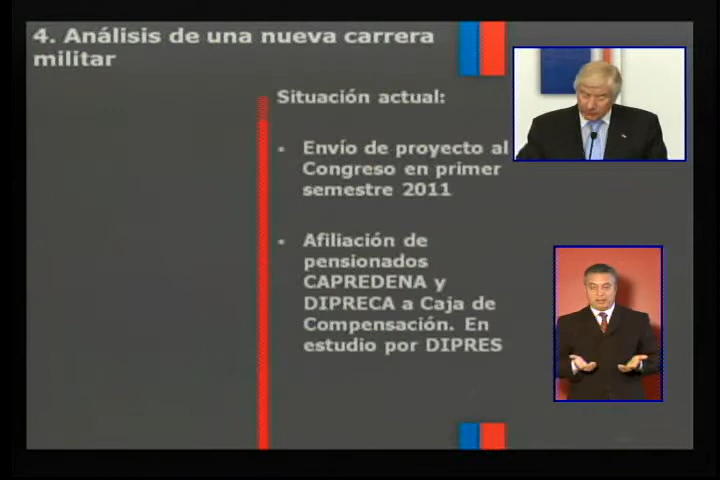 4. Análisis de una nueva carrera
militar
Situación actual:
• Envío de proyecto al
Congreso en primer
semestre 2011
• Afiliación de
pensionados
CAPREDENA y
DIPRECA a Caja de
Compensación. En
estudio por DIPRES